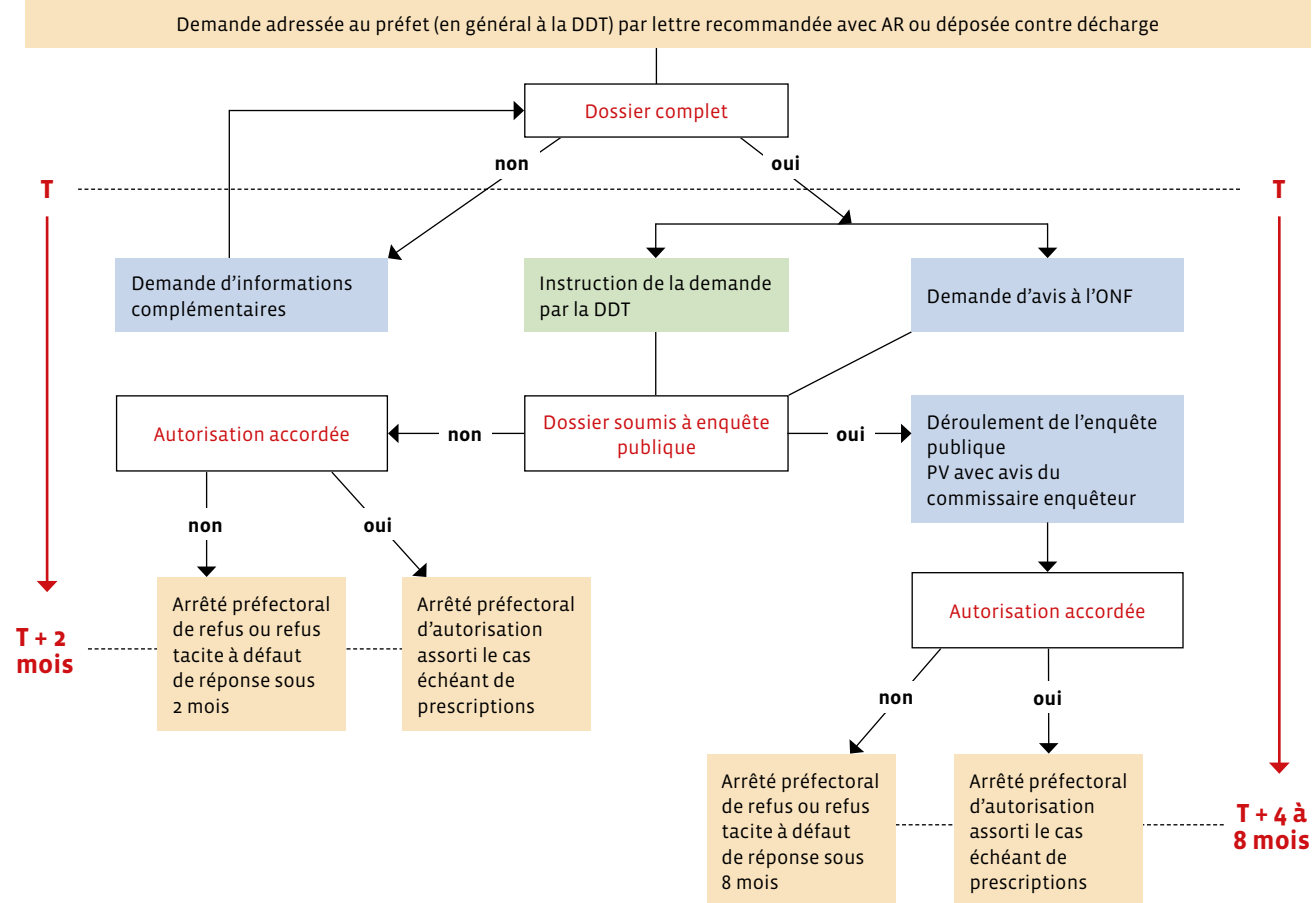 Demande adressée au préfet (en général à la DDT) par lettre recommandée avec AR ou déposée contre décharge
Dossier complet
non
oui
T
T
Demande d'informations
complémentaires
Instruction de la demande
par la DDT
Demande d'avis à l'ONF
Autorisation accordée
non
Dossier soumis à enquête
publique
oui
Déroulement de l'enquête
publique
PV avec avis du
commissaire enquêteur
non
oui
Arrêté préfectoral
de refus ou refus
tacite à défaut
de réponse sous
2 mois
Arrêté préfectoral
d'autorisation
assorti le cas
échéant de
prescriptions
Autorisation accordée
T + 2
mois
non
oui
Arrêté préfectoral
de refus ou refus
tacite à défaut
de réponse sous
8 mois
Arrêté préfectoral
d'autorisation
assorti le cas
échéant de
prescriptions
T + 4 à
8 mois